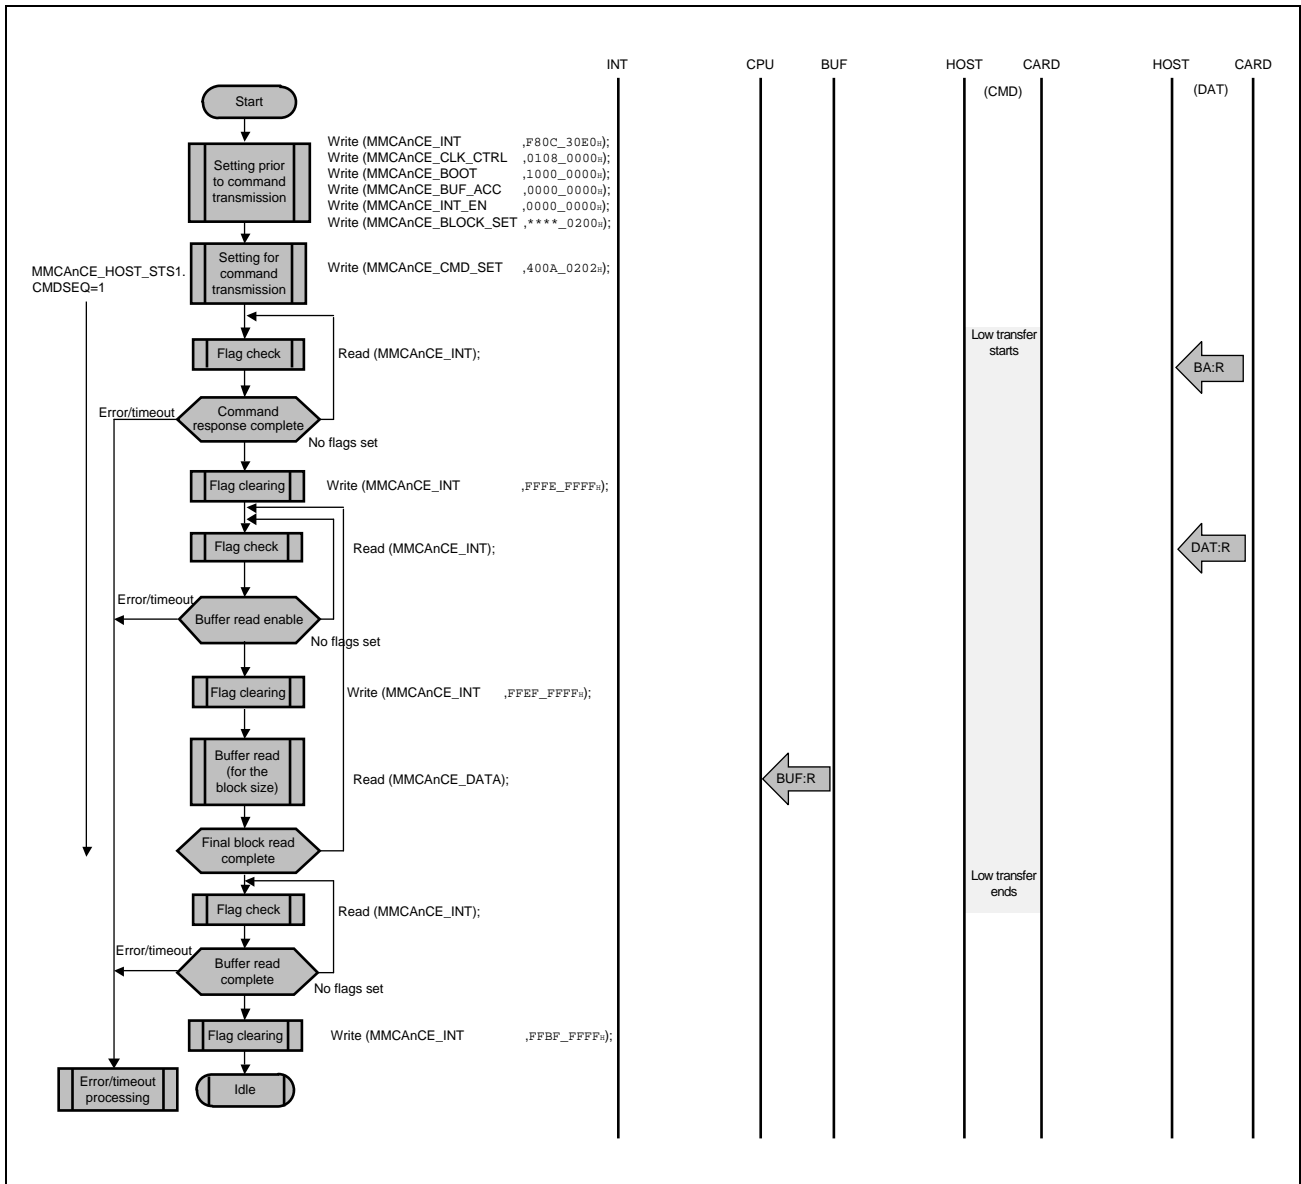 INT CPU BUF HOST CARD HOST CARD
(CMD) (DAT)
Start
Setting prior
to command
transmission
Write (MMCAnCE_INT ,F80C_30E0H);
Write (MMCAnCE_CLK_CTRL ,0108_0000H);
Write (MMCAnCE_BOOT ,1000_0000H);
Write (MMCAnCE_BUF_ACC ,0000_0000H);
Write (MMCAnCE_INT_EN ,0000_0000H);
Write (MMCAnCE_BLOCK_SET ,****_0200H);
MMCAnCE_HOST_STS1.
CMDSEQ=1
Setting for
command
transmission
Write (MMCAnCE_CMD_SET ,400A_0202H);
Low transfer
starts
Flag check
Read (MMCAnCE_INT);
BA:R
Error/timeout
Command
response complete
No flags set
Flag clearing
Write (MMCAnCE_INT ,FFFE_FFFFH);
Flag check
Read (MMCAnCE_INT);
DAT:R
Error/timeout
Buffer read enable
No flags set
Flag clearing
Write (MMCAnCE_INT ,FFEF_FFFFH);
Buffer read
(for the
block size)
Read (MMCAnCE_DATA);
BUF:R
Final block read
complete
Low transfer
ends
Flag check
Read (MMCAnCE_INT);
Error/timeout
Buffer read
complete
No flags set
Flag clearing
Write (MMCAnCE_INT ,FFBF_FFFFH);
Error/timeout
processing
Idle